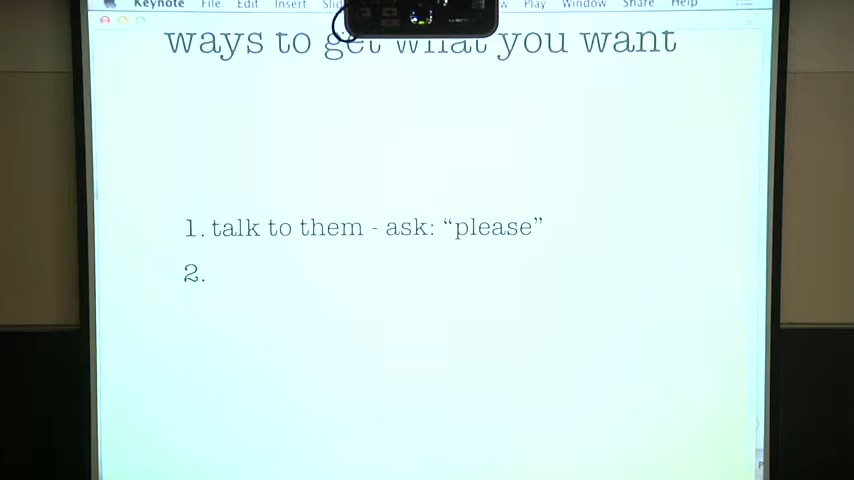 Keynote File Edit Insert Play Window Share Help
ways to get what you want
1. talk to them - ask: “please”
2.